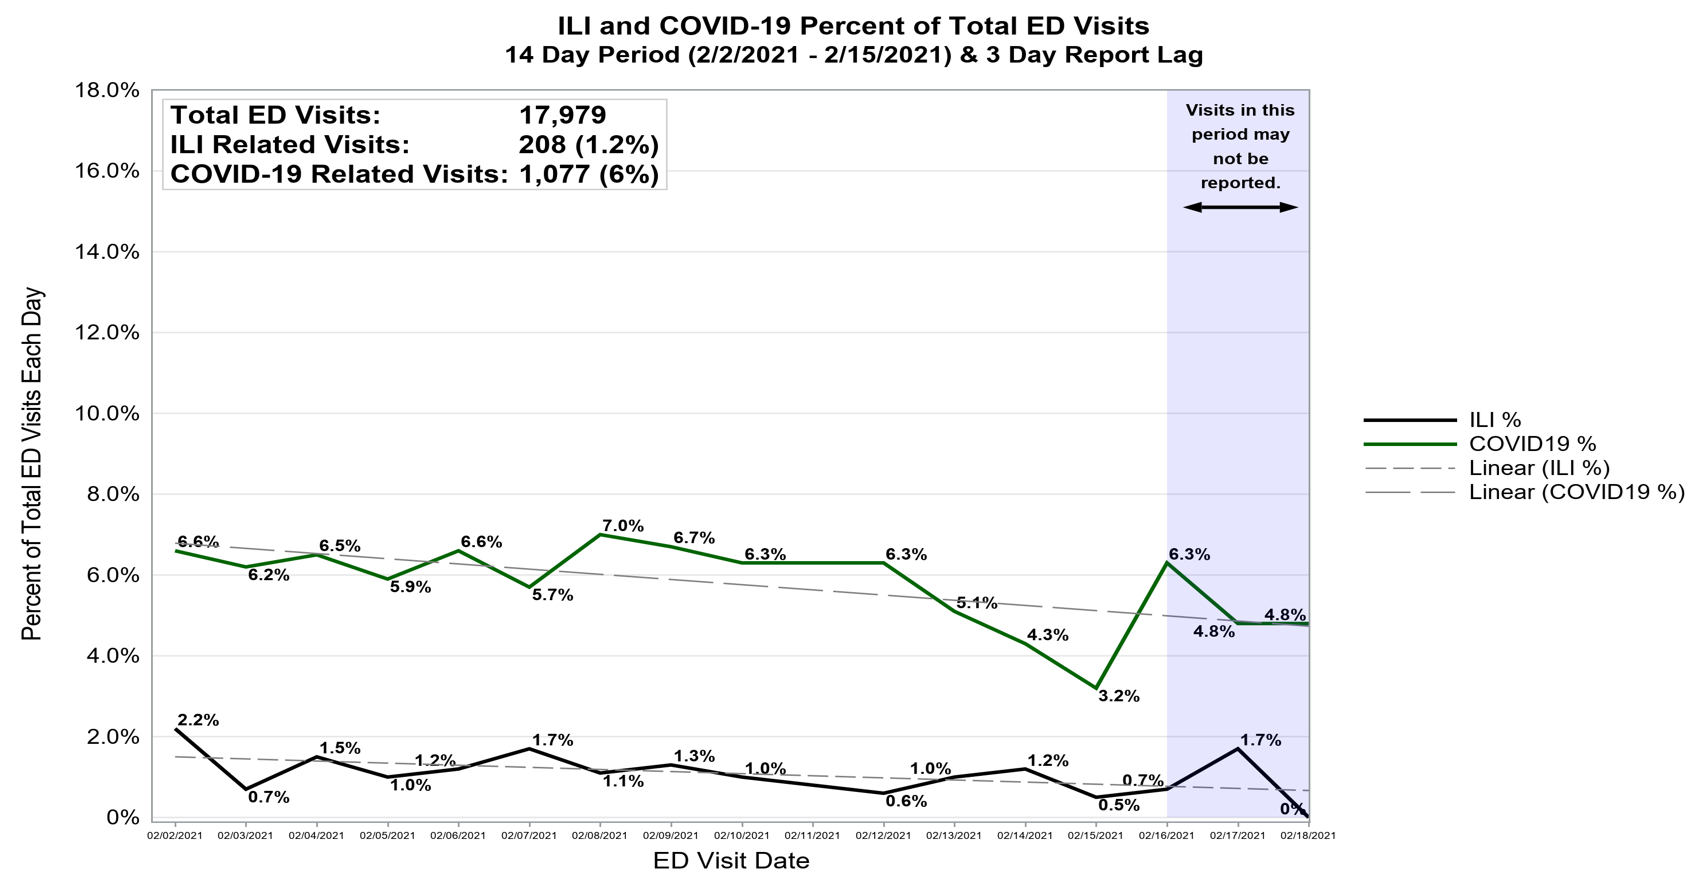 ILI and COVID-19 Percent of Total ED Visits
14 Day Period (2/2/2021 - 2/15/2021) & 3 Day Report Lag
Percent of Total ED Visits Each Day
18.0%
16.0%
14.0%
12.0%
10.0%
8.0%
6.0%
4.0%
2.0%
0%
Total ED Visits: 17,979
ILI Related Visits: 208 (1.2%)
COVID-19 Related Visits: 1,077 (6%)
Visits in this
period may
not be
reported.
6.6%
6.2%
6.5%
5.9%
6.6%
5.7%
7.0%
6.7%
6.3%
6.3%
5.1%
4.3%
3.2%
6.3%
4.8%
4.8%
2.2%
0.7%
1.5%
1.0%
1.2%
1.7%
1.1%
1.3%
1.0%
0.6%
1.0%
1.2%
0.5%
0.7%
1.7%
0%
02/02/2021 02/03/2021 02/04/2021 02/05/2021 02/06/2021 02/07/2021 02/08/2021 02/09/2021 02/10/2021 02/11/2021 02/12/2021 02/13/2021 02/14/2021 02/15/2021 02/16/2021 02/17/2021 02/18/2021
ED Visit Date
ILI %
COVID19 %
Linear (ILI %)
Linear (COVID19 %)